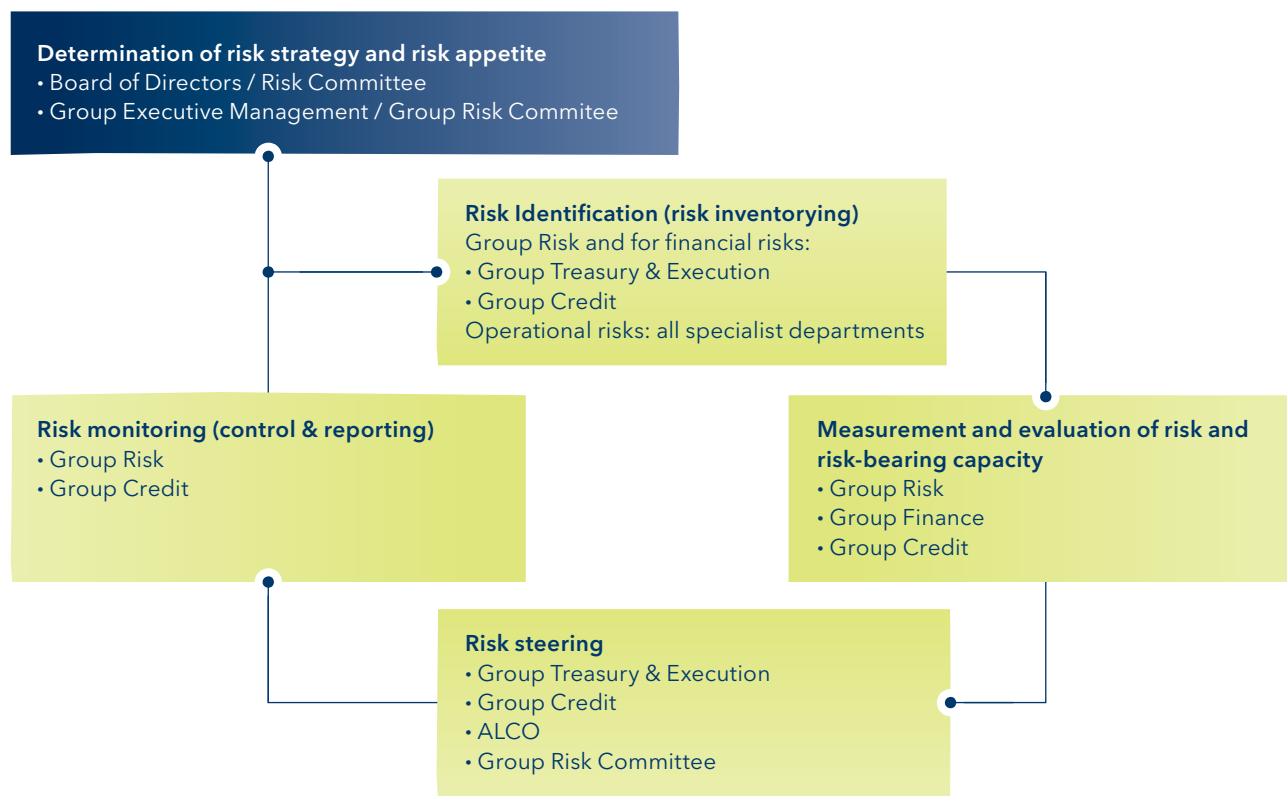 Determination of risk strategy and risk appetite
• Board of Directors / Risk Committee
• Group Executive Management / Group Risk Commitee
Risk Identification (risk inventorying)
Group Risk and for financial risks:
• Group Treasury & Execution
• Group Credit
Operational risks: all specialist departments
Risk monitoring (control & reporting)
• Group Risk
• Group Credit
Measurement and evaluation of risk and
risk-bearing capacity
• Group Risk
• Group Finance
• Group Credit
Risk steering
• Group Treasury & Execution
• Group Credit
• ALCO
• Group Risk Committee